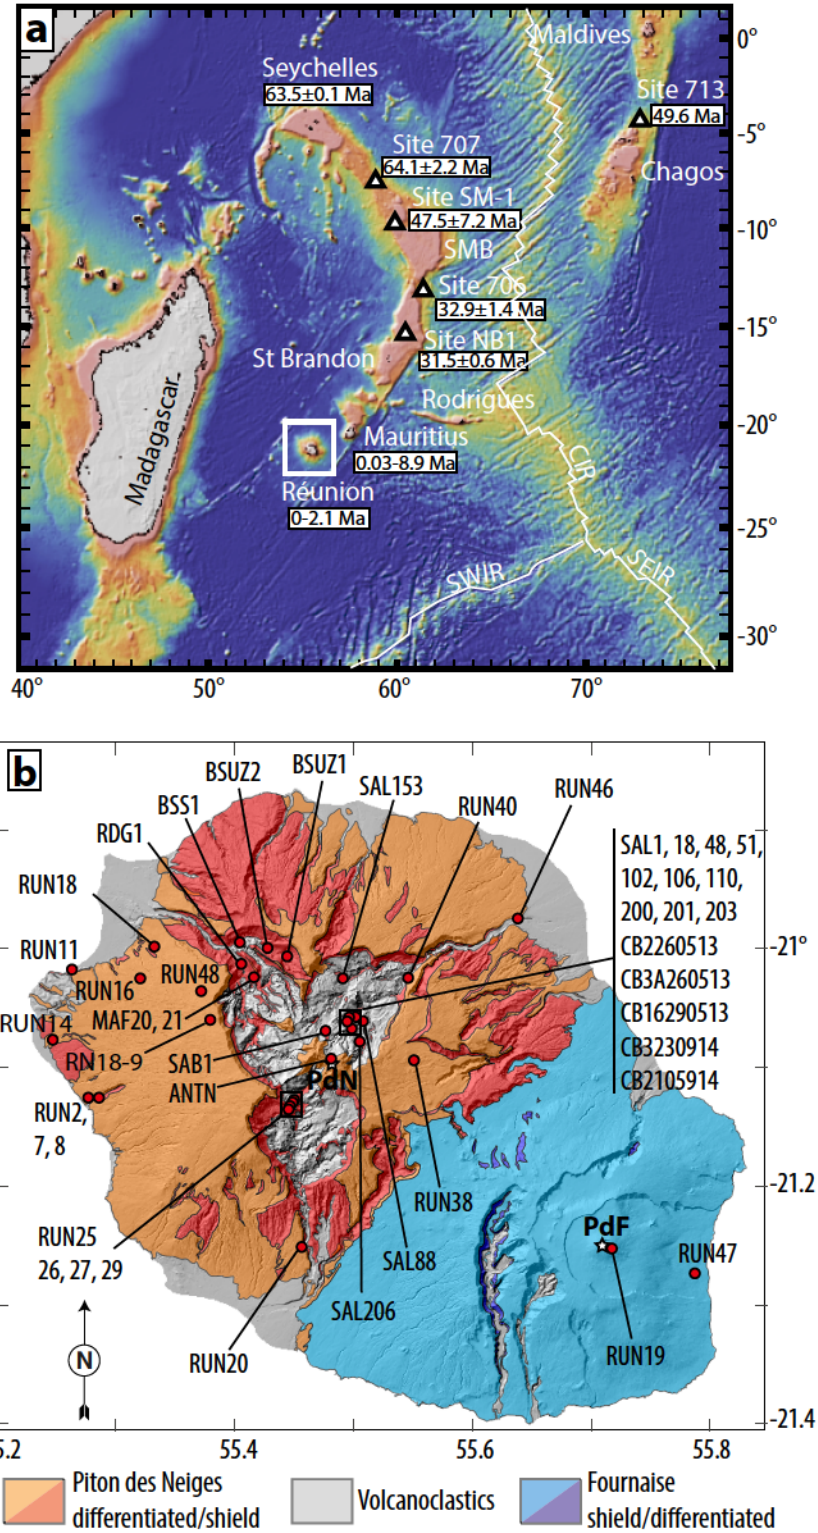 a
Maldives
0°
Seychelles
63.5±0.1 Ma
Site 713
49.6 Ma
-5°
Site 707
64.1±2.2 Ma
Chagos
Site SM-1
47.5±7.2 Ma
-10°
SMB
Site 706
32.9±1.4 Ma
-15°
Site NB1
31.5±0.6 Ma
St Brandon
Rodrigues
Madagascar
-20°
Mauritius
0.03-8.9 Ma
CIR
Réunion
0-2.1 Ma
-25°
SWIR
SEIR
-30°
40°
50°
60°
70°
b
BSUZ2
BSUZ1
SAL153
RUN46
BSS1
RUN40
RDG1
SAL1, 18, 48, 51,
102, 106, 110,
200, 201, 203
CB2260513
CB3A260513
CB16290513
CB3230914
CB2105914
RUN18
-21°
RUN11
RUN16
RUN48
RUN14
MAF20, 21
RN18-9
SAB1
ANTN
PdN
RUN2,
7, 8
-21.2
RUN38
RUN25
26, 27, 29
PdF
SAL88
RUN47
SAL206
N
RUN20
RUN19
-21.4
5.2
55.4
55.6
55.8
Piton des Neiges
differentiated/shield
Volcanoclastics
Fournaise
shield/differentiated